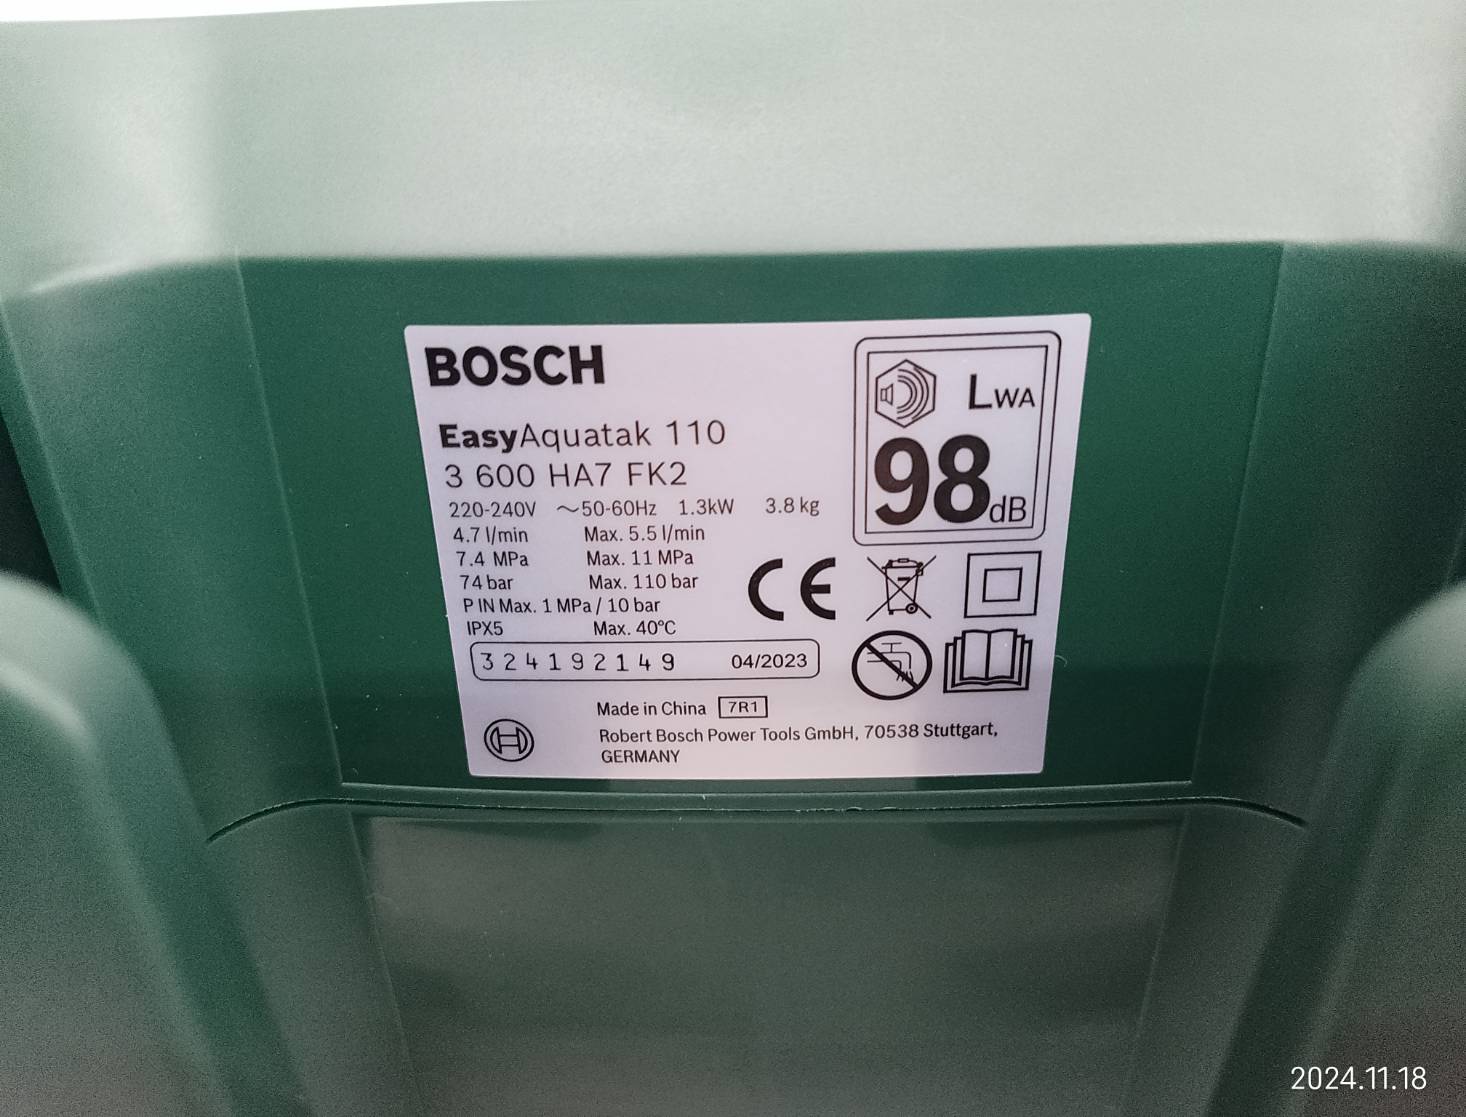 BOSCH
EasyAquatak 110
3 600 HA7 FK2
220-240V ～50-60Hz 1.3kW 3.8 kg
4.7 l/min Max. 5.5 l/min
7.4 MPa Max. 11 MPa
74 bar Max. 110 bar
P IN Max. 1 MPa / 10 bar
IPX5 Max. 40°C
324192149 04/2023
Made in China 7R1
Robert Bosch Power Tools GmbH, 70538 Stuttgart,
GERMANY
LWA
98 dB
CE
2024.11.18